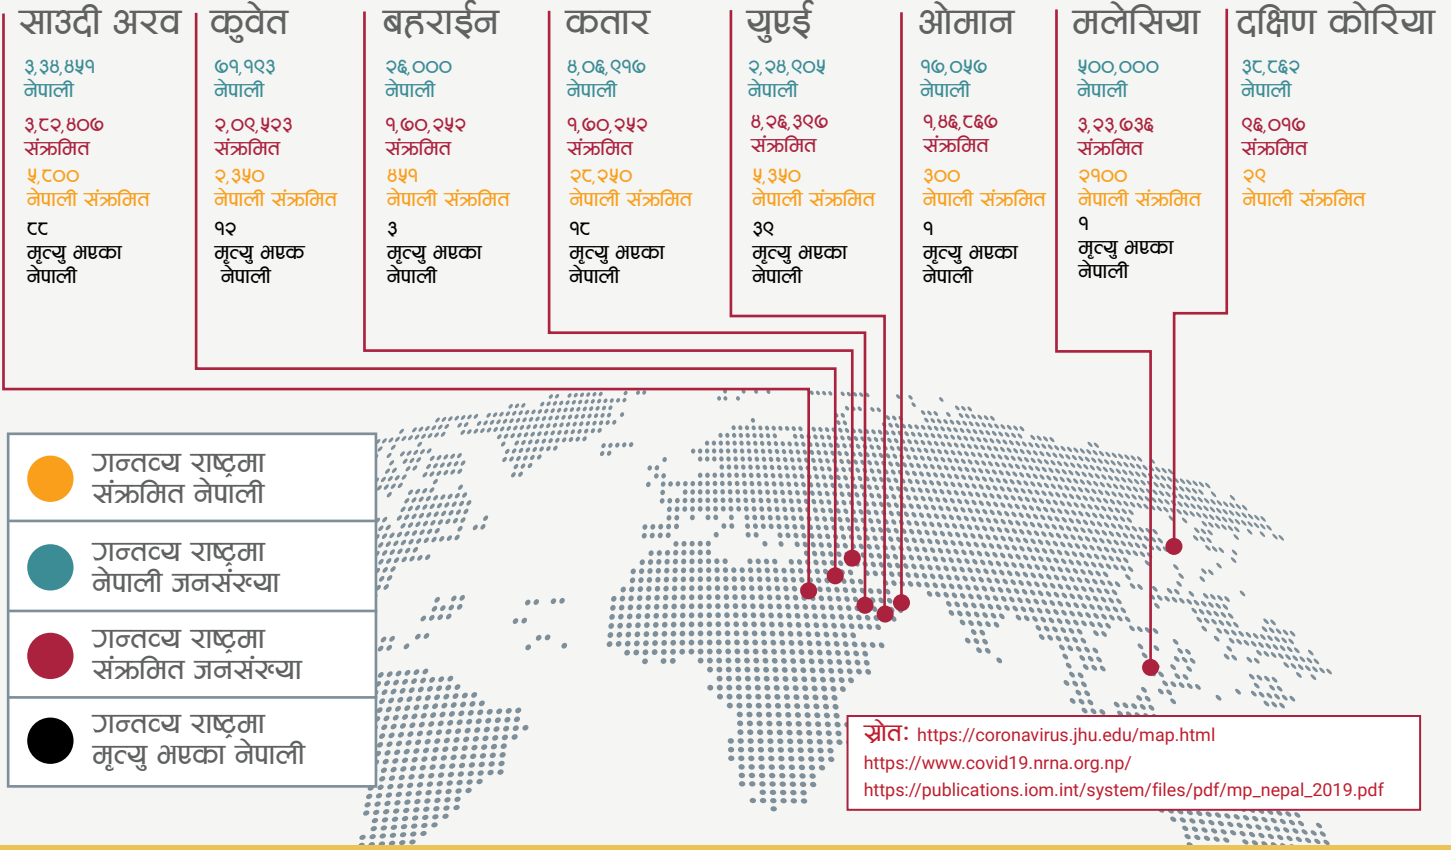 साउदी अरव
३,३४,४५१
नेपाली
३,८२,४०७
संक्रमित
५,८००
नेपाली संक्रमित
८८
मृत्यु भएका
नेपाली
कुवेत
७१,१९३
नेपाली
२,०९,५२३
संक्रमित
२,३५०
नेपाली संक्रमित
१२
मृत्यु भएक
नेपाली
बहराईन
२६,०००
नेपाली
१,७०,२५२
संक्रमित
४५१
नेपाली संक्रमित
३
मृत्यु भएका
नेपाली
कतार
४,०६,९१७
नेपाली
१,७०,२५२
संक्रमित
२८,२५०
नेपाली संक्रमित
१८
मृत्यु भएका
नेपाली
युएई
२,२४,९०५
नेपाली
४,२६,३९७
संक्रमित
५,३५०
नेपाली संक्रमित
३९
मृत्यु भएका
नेपाली
ओमान
१७,०५७
नेपाली
१,४६,८६७
संक्रमित
३००
नेपाली संक्रमित
१
मृत्यु भएका
नेपाली
मलेसिया
५००,०००
नेपाली
३,२३,७३६
संक्रमित
२१००
नेपाली संक्रमित
१
मृत्यु भएका
नेपाली
दक्षिण कोरिया
३८,८६२
नेपाली
९६,०१७
संक्रमित
२९
नेपाली संक्रमित
गन्तव्य राष्ट्रमा
संक्रमित नेपाली
गन्तव्य राष्ट्रमा
नेपाली जनसंख्या
गन्तव्य राष्ट्रमा
संक्रमित जनसंख्या
गन्तव्य राष्ट्रमा
मृत्यु भएका नेपाली
स्रोत: https://coronavirus.jhu.edu/map.html
https://www.covid19.nrna.org.np/
https://publications.iom.int/system/files/pdf/mp_nepal_2019.pdf